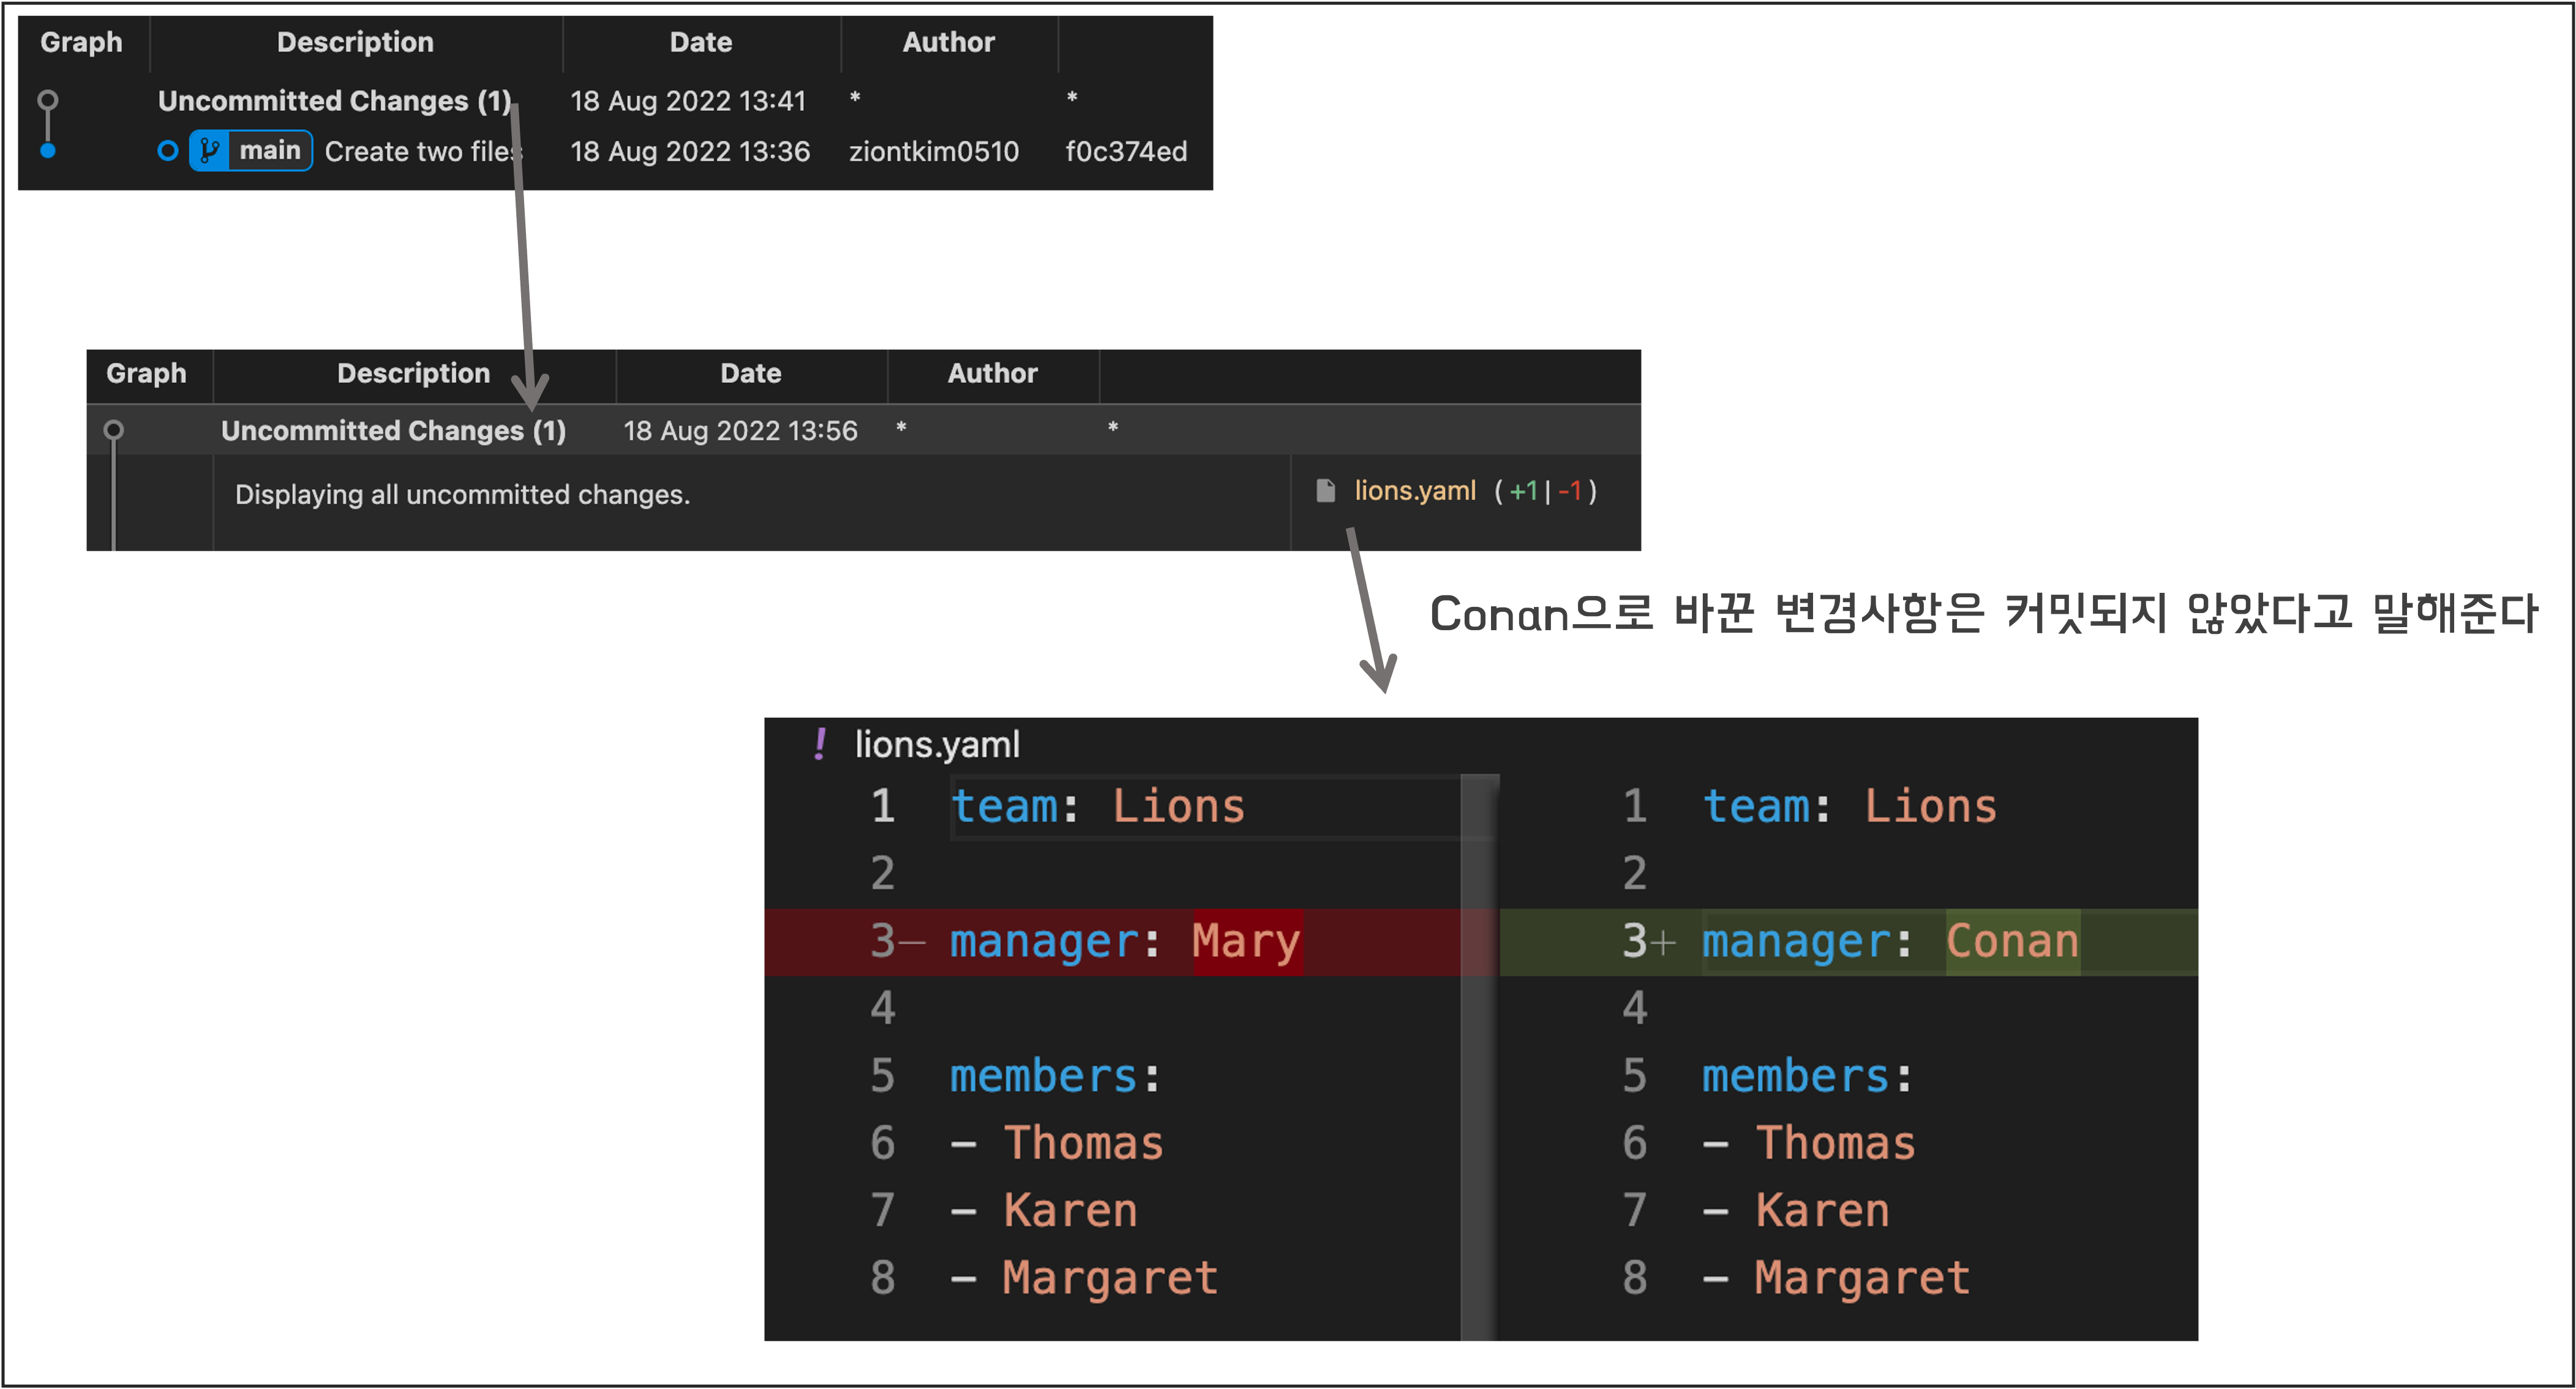 Graph Description Date Author
Uncommitted Changes (1) 18 Aug 2022 13:41 * *
main Create two files 18 Aug 2022 13:36 ziontkim0510 f0c374ed
Graph Description Date Author
Uncommitted Changes (1) 18 Aug 2022 13:56 * *
Displaying all uncommitted changes. lions.yaml (+1|-1)
Conan으로 바꾼 변경사항은 커밋되지 않았다고 말해준다
! lions.yaml
1 team: Lions 1 team: Lions
2 2
3− manager: Mary 3+ manager: Conan
4 4
5 members: 5 members:
6 - Thomas 6 - Thomas
7 - Karen 7 - Karen
8 - Margaret 8 - Margaret